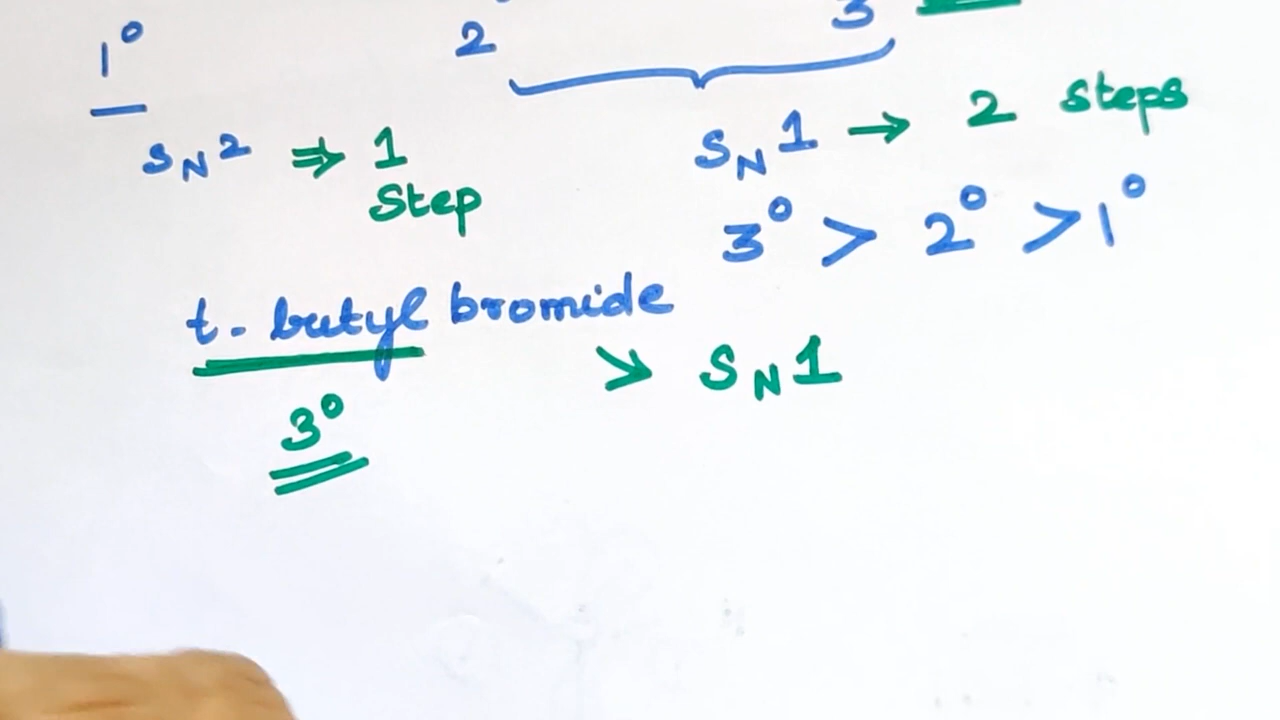 1° 2° 3
SN2 ⇒ 1 Step
SN1 → 2 Steps
3° > 2° > 1°
t. butyl bromide
3° > SN1